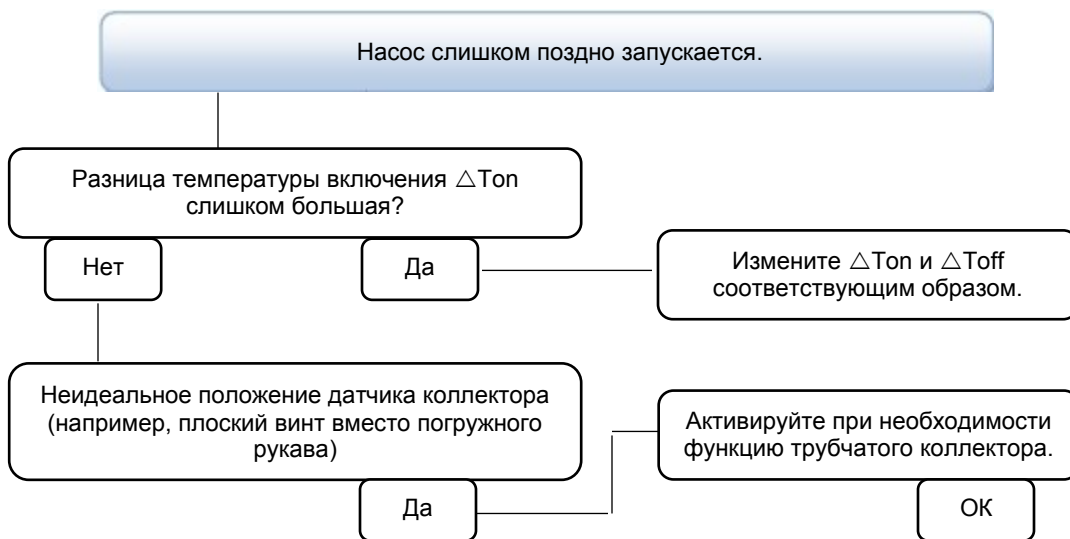 Насос слишком поздно запускается.
Разница температуры включения △Ton
слишком большая?
Нет
Да
Измените △Ton и △Toff
соответствующим образом.
Неидеальное положение датчика коллектора
(например, плоский винт вместо погружного
рукава)
Активируйте при необходимости
функцию трубчатого коллектора.
Да
ОК